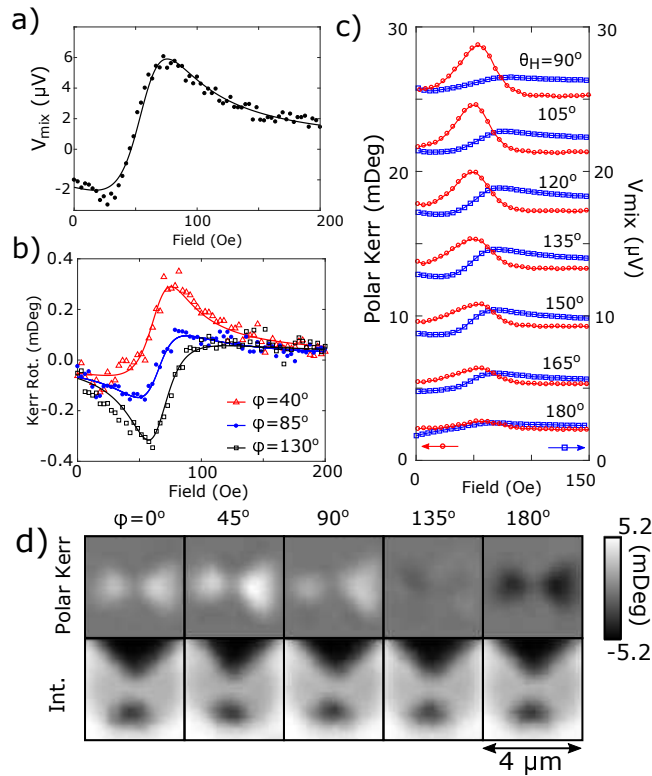 a)
V_mix (μV)
6
4
2
0
-2
0
100
200
Field (Oe)
b)
Kerr Rot. (mDeg)
0.4
0.2
0.0
-0.2
-0.4
φ=40°
φ=85°
φ=130°
0
100
200
Field (Oe)
c)
Polar Kerr (mDeg)
30
20
10
0
θ_H=90°
105°
120°
135°
150°
165°
180°
30
20
10
0
V_mix (μV)
0
150
Field (Oe)
d)
φ=0°
45°
90°
135°
180°
Polar Kerr
Int.
5.2
(mDeg)
-5.2
4 μm